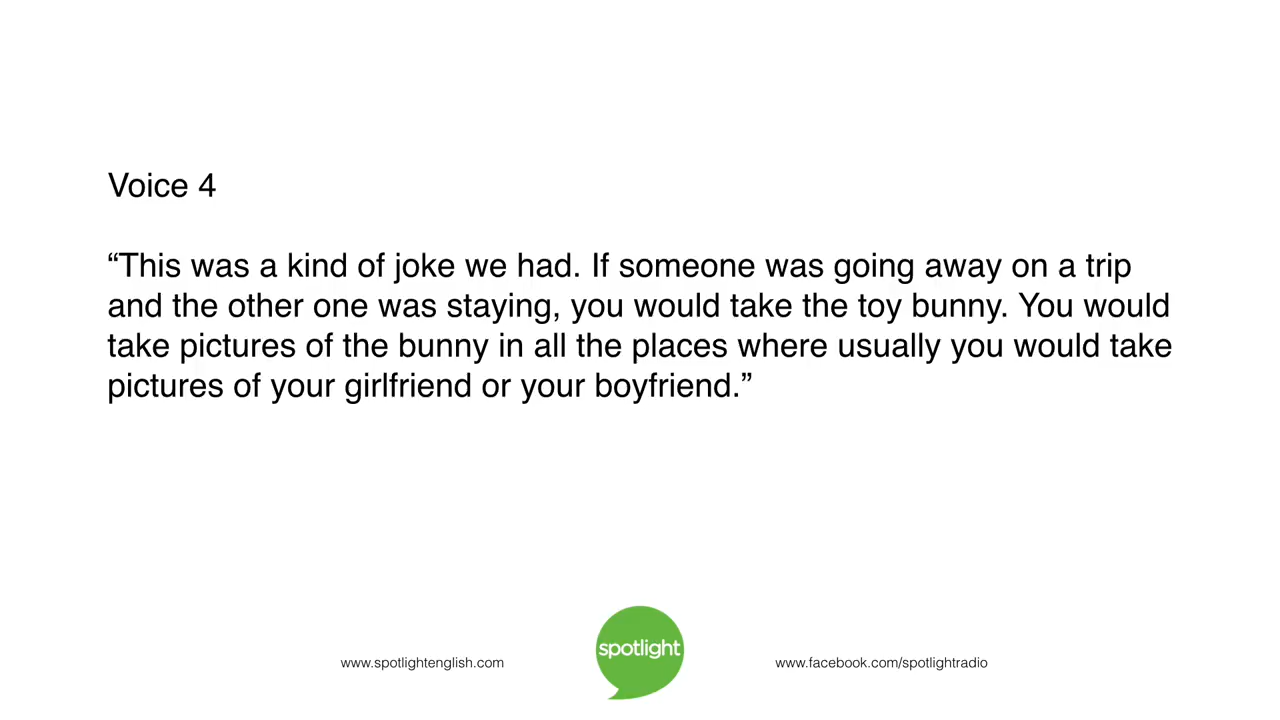 Voice 4
“This was a kind of joke we had. If someone was going away on a trip
and the other one was staying, you would take the toy bunny. You would
take pictures of the bunny in all the places where usually you would take
pictures of your girlfriend or your boyfriend.”
www.spotlightenglish.com
spotlight
www.facebook.com/spotlightradio